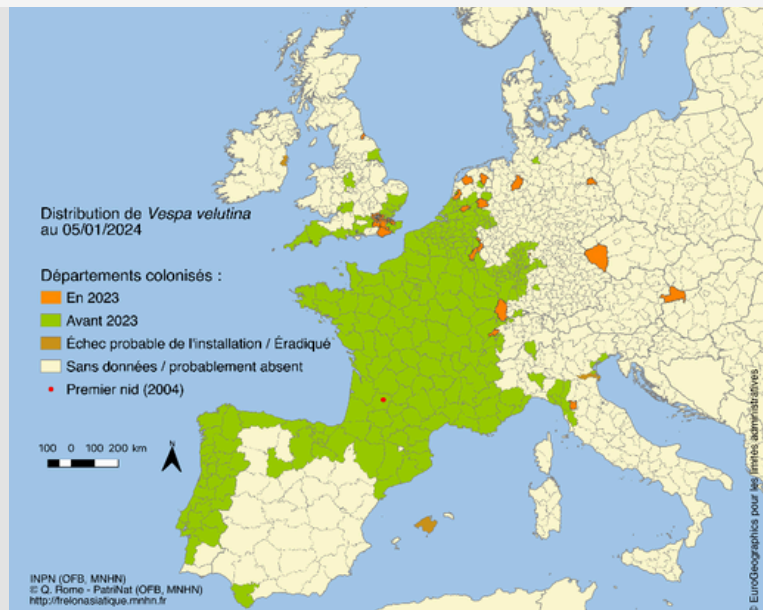 Distribution de Vespa velutina
au 05/01/2024
Départements colonisés :
En 2023
Avant 2023
Échec probable de l'installation / Éradiqué
Sans données / probablement absent
Premier nid (2004)
100 0 100 200 km
N
INPN (OFB, MNHN)
© Q. Rome - PatriNat (OFB, MNHN)
http://frelonasiatique.mnhn.fr
© EuroGeographics pour les limites administratives